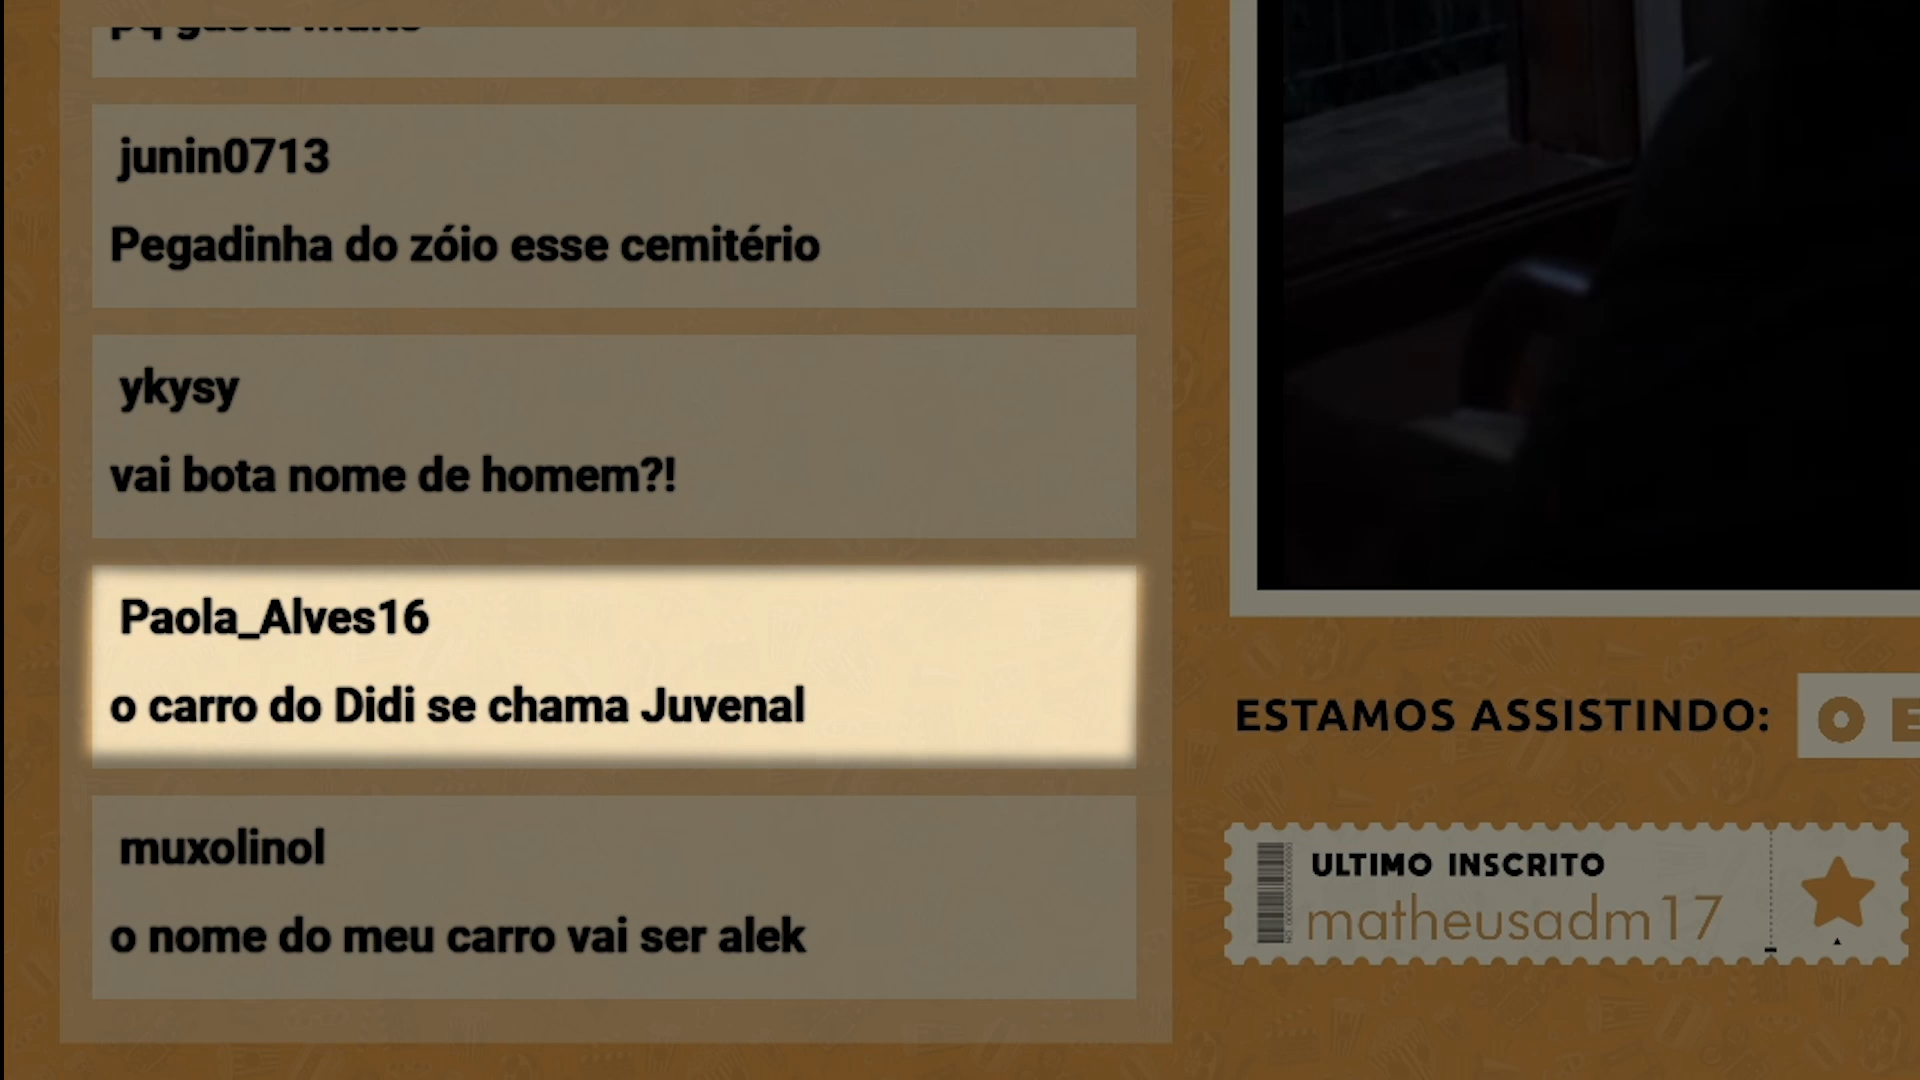 junin0713
Pegadinha do zóio esse cemitério
ykysy
vai bota nome de homem?!
Paola_Alves16
o carro do Didi se chama Juvenal
muxolinol
o nome do meu carro vai ser alek
ESTAMOS ASSISTINDO: O E
ULTIMO INSCRITO
matheusadm17